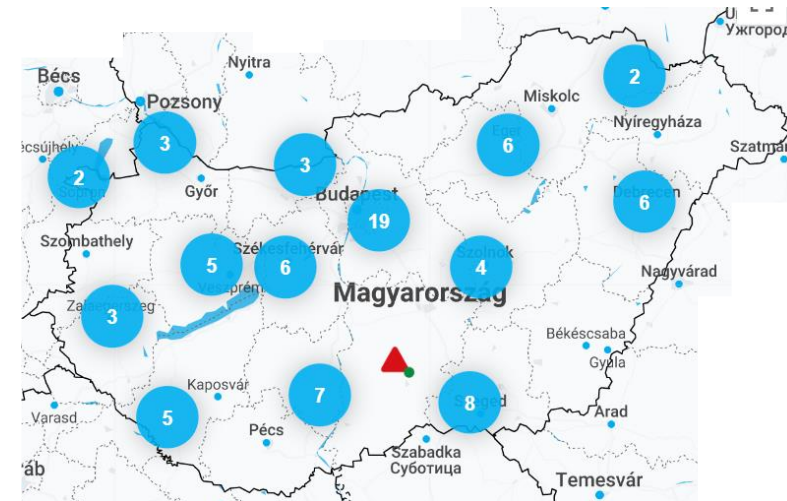 Ужгород
Nyitra
Bécs
2
Pozsony
Miskolc
3
Nyíregyháza
Eger
6
Szatmár
3
2
Sopron
Győr
Budapest
Debrecen
6
19
Szombathely
Székesfehérvár
Szolnok
5
6
4
Veszprém
Nagyvárad
Magyarország
Zalaegerszeg
3
Békéscsaba
Gyula
Kaposvár
7
8
Szeged
Varasd
5
Arad
Pécs
Szabadka
Суботица
áb
Temesvár